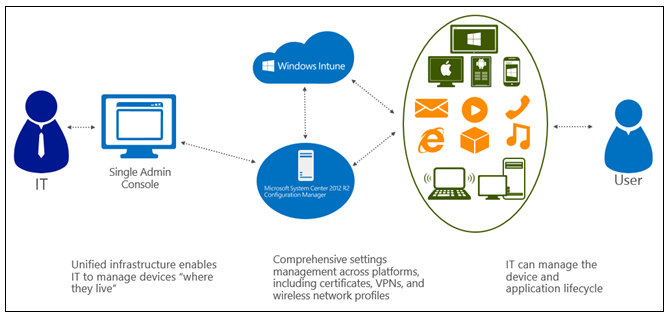 Windows Intune
IT
Single Admin
Console
Microsoft System Center 2012 R2
Configuration Manager
User
Unified infrastructure enables
IT to manage devices “where
they live”
Comprehensive settings
management across platforms,
including certificates, VPNs, and
wireless network profiles
IT can manage the
device and
application lifecycle